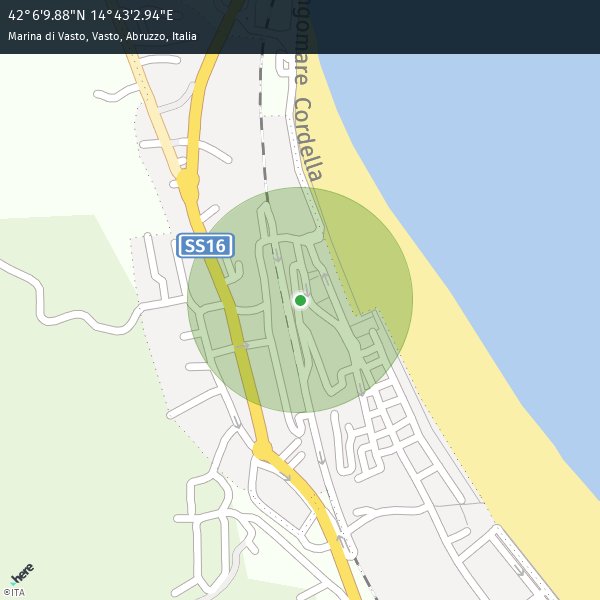 42°6'9.88"N 14°43'2.94"E
Marina di Vasto, Vasto, Abruzzo, Italia
ngomare Cordella
SS16
here
©ITA